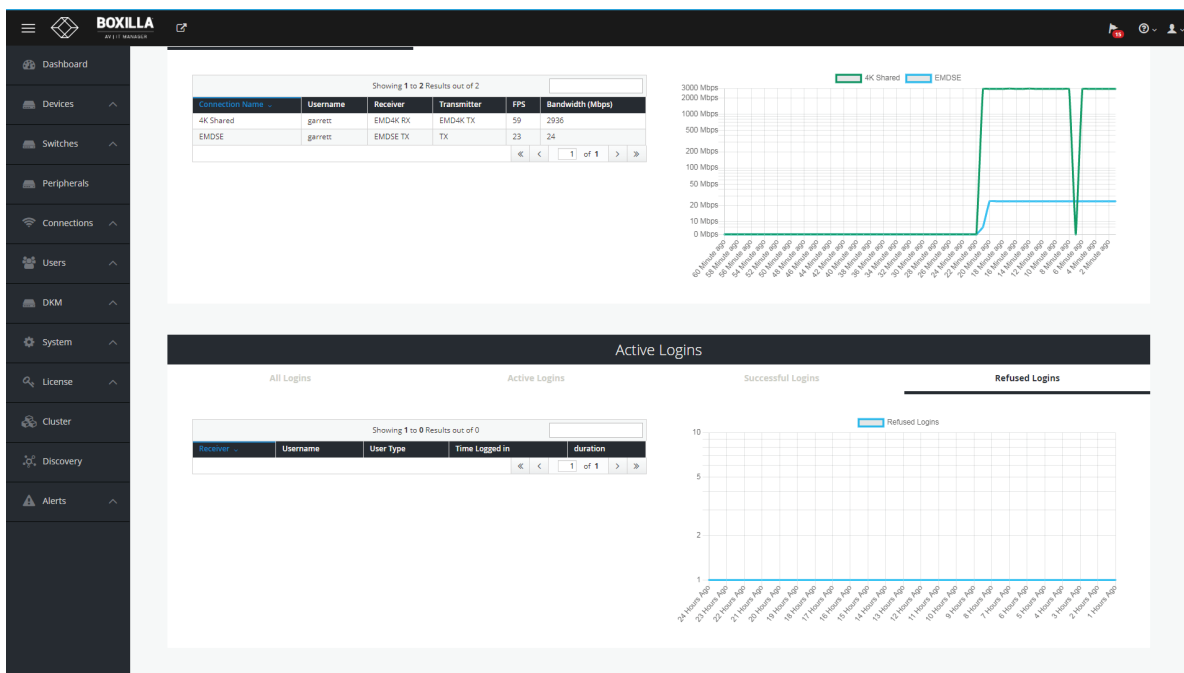 BOXILLA
AV | IT MANAGER
15
Dashboard
Devices
Switches
Peripherals
Connections
Users
DKM
System
License
Cluster
Discovery
Alerts
Showing 1 to 2 Results out of 2
Connection Name Username Receiver Transmitter FPS Bandwidth (Mbps)
4K Shared garrett EMD4K RX EMD4K TX 59 2936
EMDSE garrett EMDSE TX TX 23 24
« < 1 of 1 > »
4K Shared EMDSE
3000 Mbps
2000 Mbps
1000 Mbps
500 Mbps
200 Mbps
100 Mbps
50 Mbps
20 Mbps
10 Mbps
0 Mbps
60 Minute ago
58 Minute ago
56 Minute ago
54 Minute ago
52 Minute ago
50 Minute ago
48 Minute ago
46 Minute ago
44 Minute ago
42 Minute ago
40 Minute ago
38 Minute ago
36 Minute ago
34 Minute ago
32 Minute ago
30 Minute ago
28 Minute ago
26 Minute ago
24 Minute ago
22 Minute ago
20 Minute ago
18 Minute ago
16 Minute ago
14 Minute ago
12 Minute ago
10 Minute ago
8 Minute ago
6 Minute ago
4 Minute ago
2 Minute ago
Active Logins
All Logins Active Logins Successful Logins Refused Logins
Showing 1 to 0 Results out of 0
Receiver Username User Type Time Logged in duration
« < 1 of 1 > »
Refused Logins
10
5
2
1
24 Hours Ago
23 Hours Ago
22 Hours Ago
21 Hours Ago
20 Hours Ago
19 Hours Ago
18 Hours Ago
17 Hours Ago
16 Hours Ago
15 Hours Ago
14 Hours Ago
13 Hours Ago
12 Hours Ago
11 Hours Ago
10 Hours Ago
9 Hours Ago
8 Hours Ago
7 Hours Ago
6 Hours Ago
5 Hours Ago
4 Hours Ago
3 Hours Ago
2 Hours Ago
1 Hours Ago